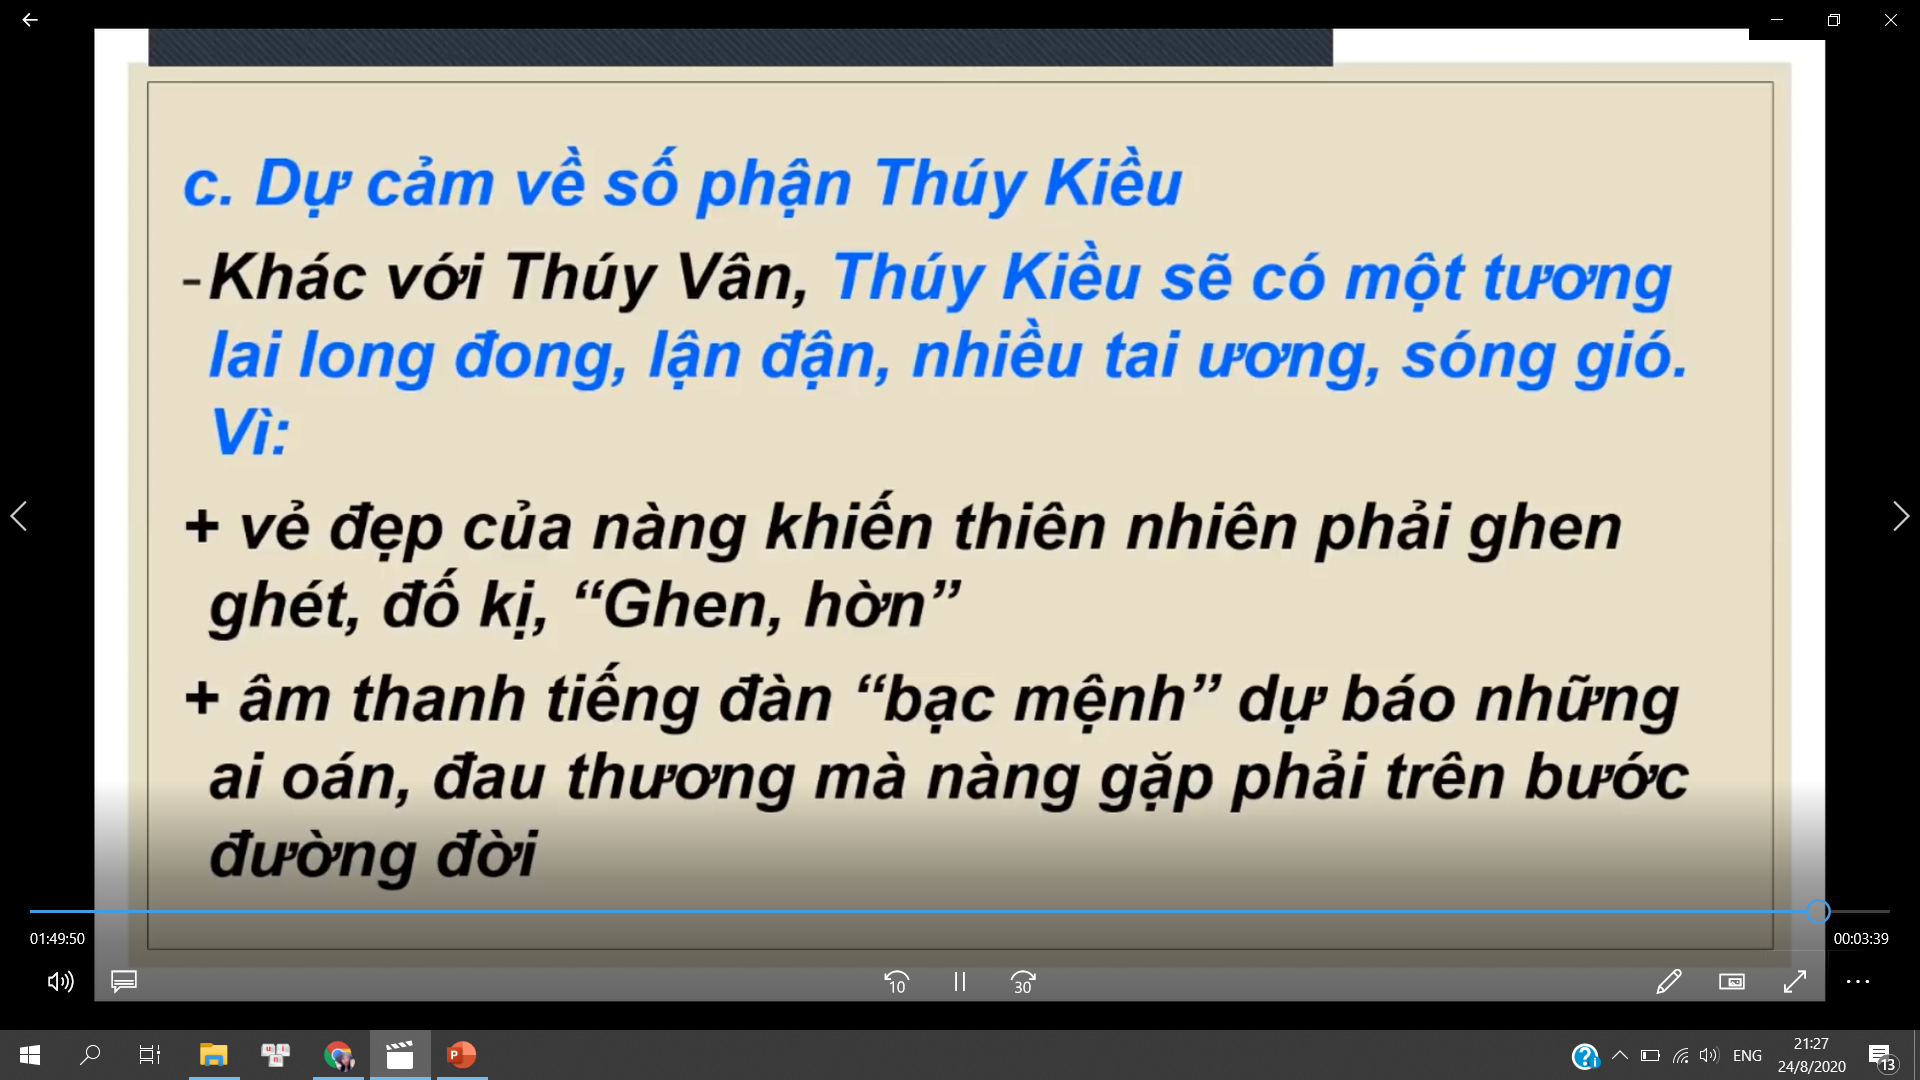 c. Dự cảm về số phận Thúy Kiều
-Khác với Thúy Vân, Thúy Kiều sẽ có một tương
lai long đong, lận đận, nhiều tai ương, sóng gió.
Vì:
+ vẻ đẹp của nàng khiến thiên nhiên phải ghen
ghét, đố kị, “Ghen, hờn”
+ âm thanh tiếng đàn “bạc mệnh” dự báo những
ai oán, đau thương mà nàng gặp phải trên bước
đường đời
01:49:50
00:03:39
10
30
ENG
21:27
24/8/2020
13